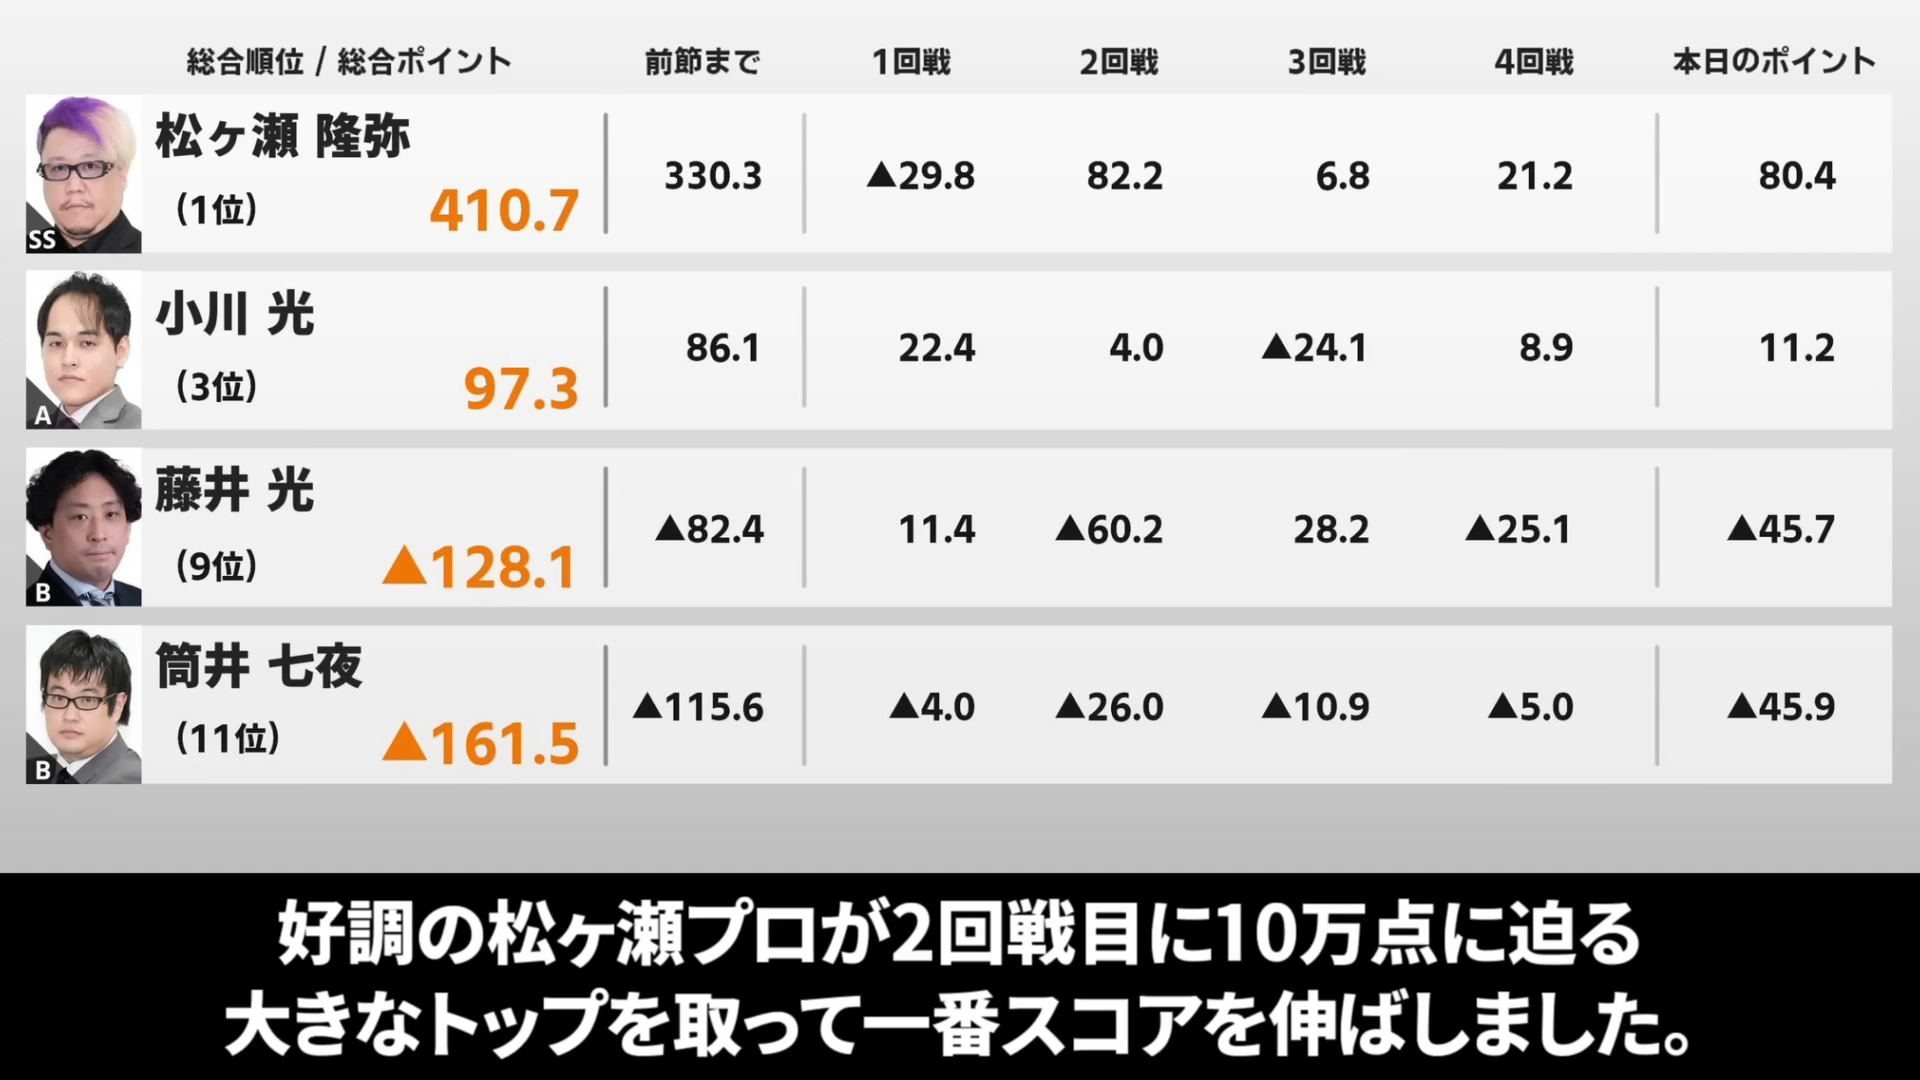 総合順位 / 総合ポイント 前節まで 1回戦 2回戦 3回戦 4回戦 本日のポイント
松ヶ瀬 隆弥
SS (1位) 410.7 330.3 ▲29.8 82.2 6.8 21.2 80.4
小川 光
A (3位) 97.3 86.1 22.4 4.0 ▲24.1 8.9 11.2
藤井 光
B (9位) ▲128.1 ▲82.4 11.4 ▲60.2 28.2 ▲25.1 ▲45.7
筒井 七夜
B (11位) ▲161.5 ▲115.6 ▲4.0 ▲26.0 ▲10.9 ▲5.0 ▲45.9
好調の松ヶ瀬プロが2回戦目に10万点に迫る
大きなトップを取って一番スコアを伸ばしました。